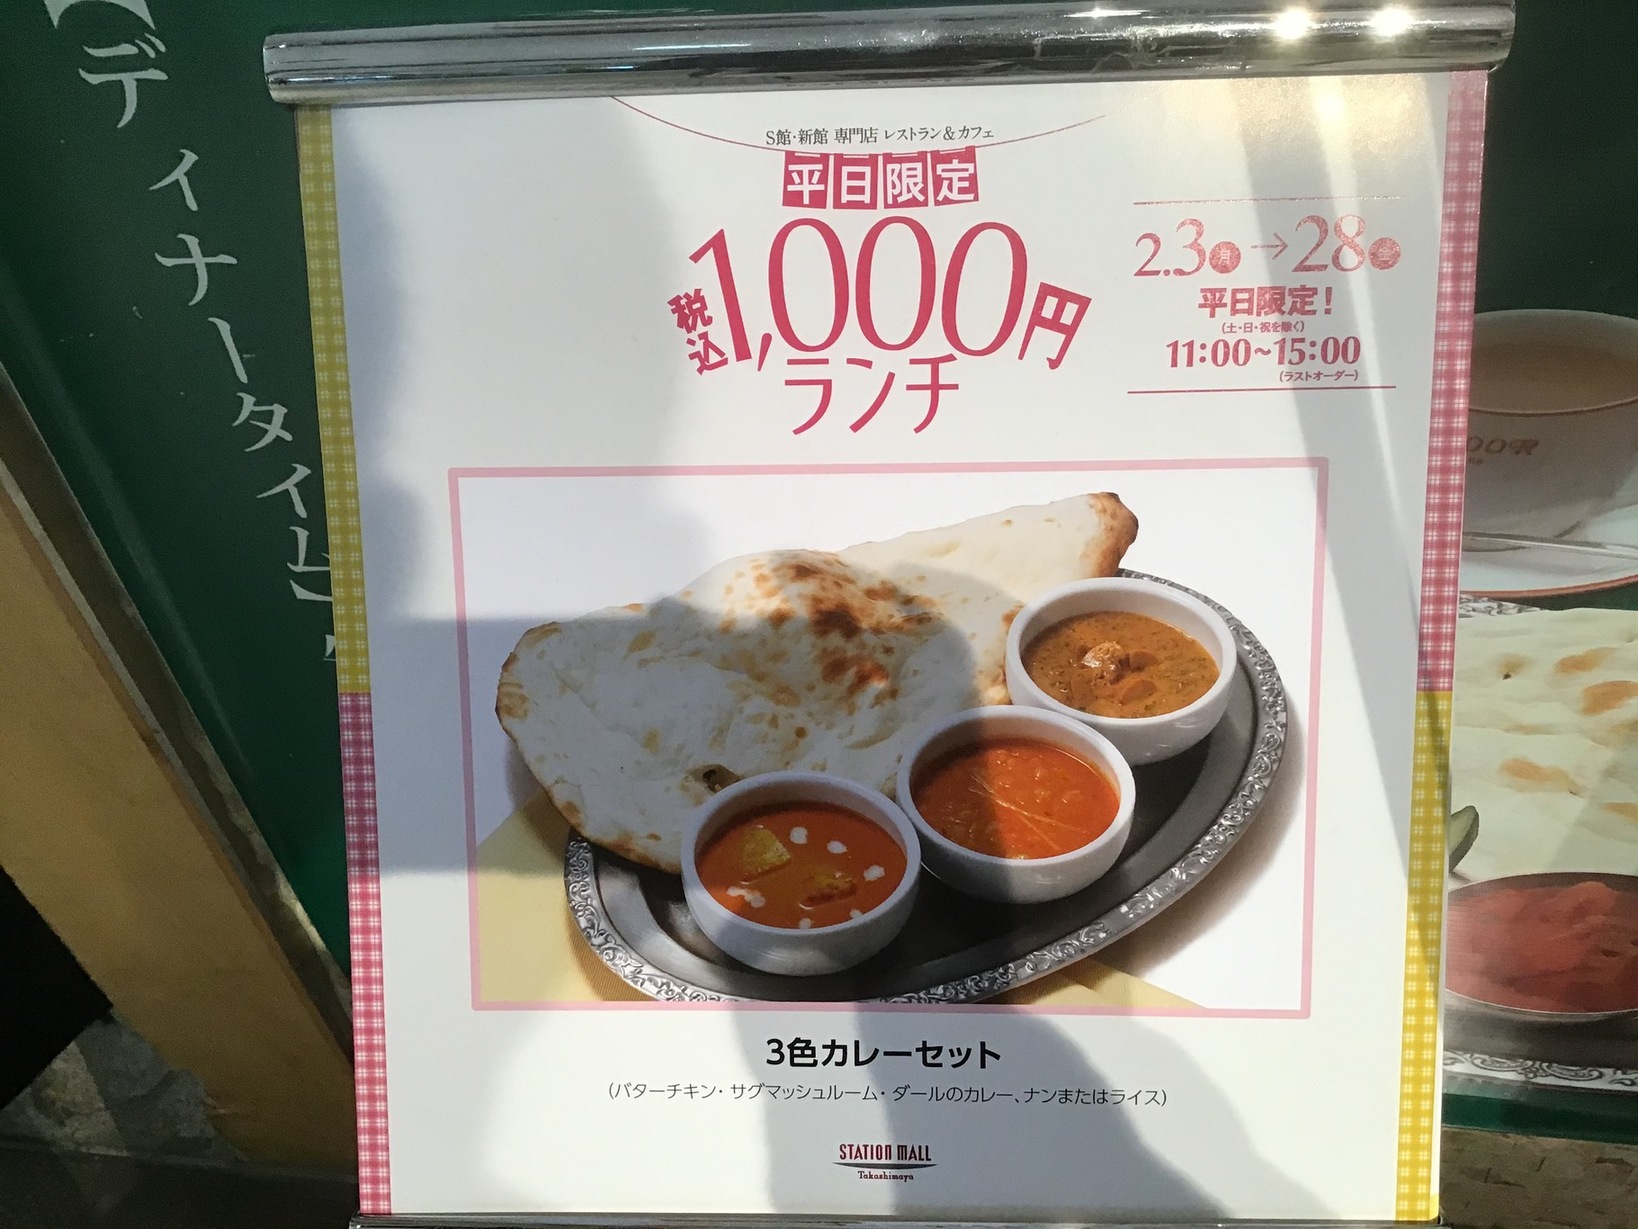 【ディナータイム】
S館・新館 専門店 レストラン&カフェ
平日限定
税込1,000円
ランチ
2.3月→28金
平日限定!
(土・日・祝を除く)
11:00~15:00
(ラストオーダー)
3色カレーセット
(バターチキン・サグマッシュルーム・ダールのカレー、ナンまたはライス)
STATION MALL
Takashimaya